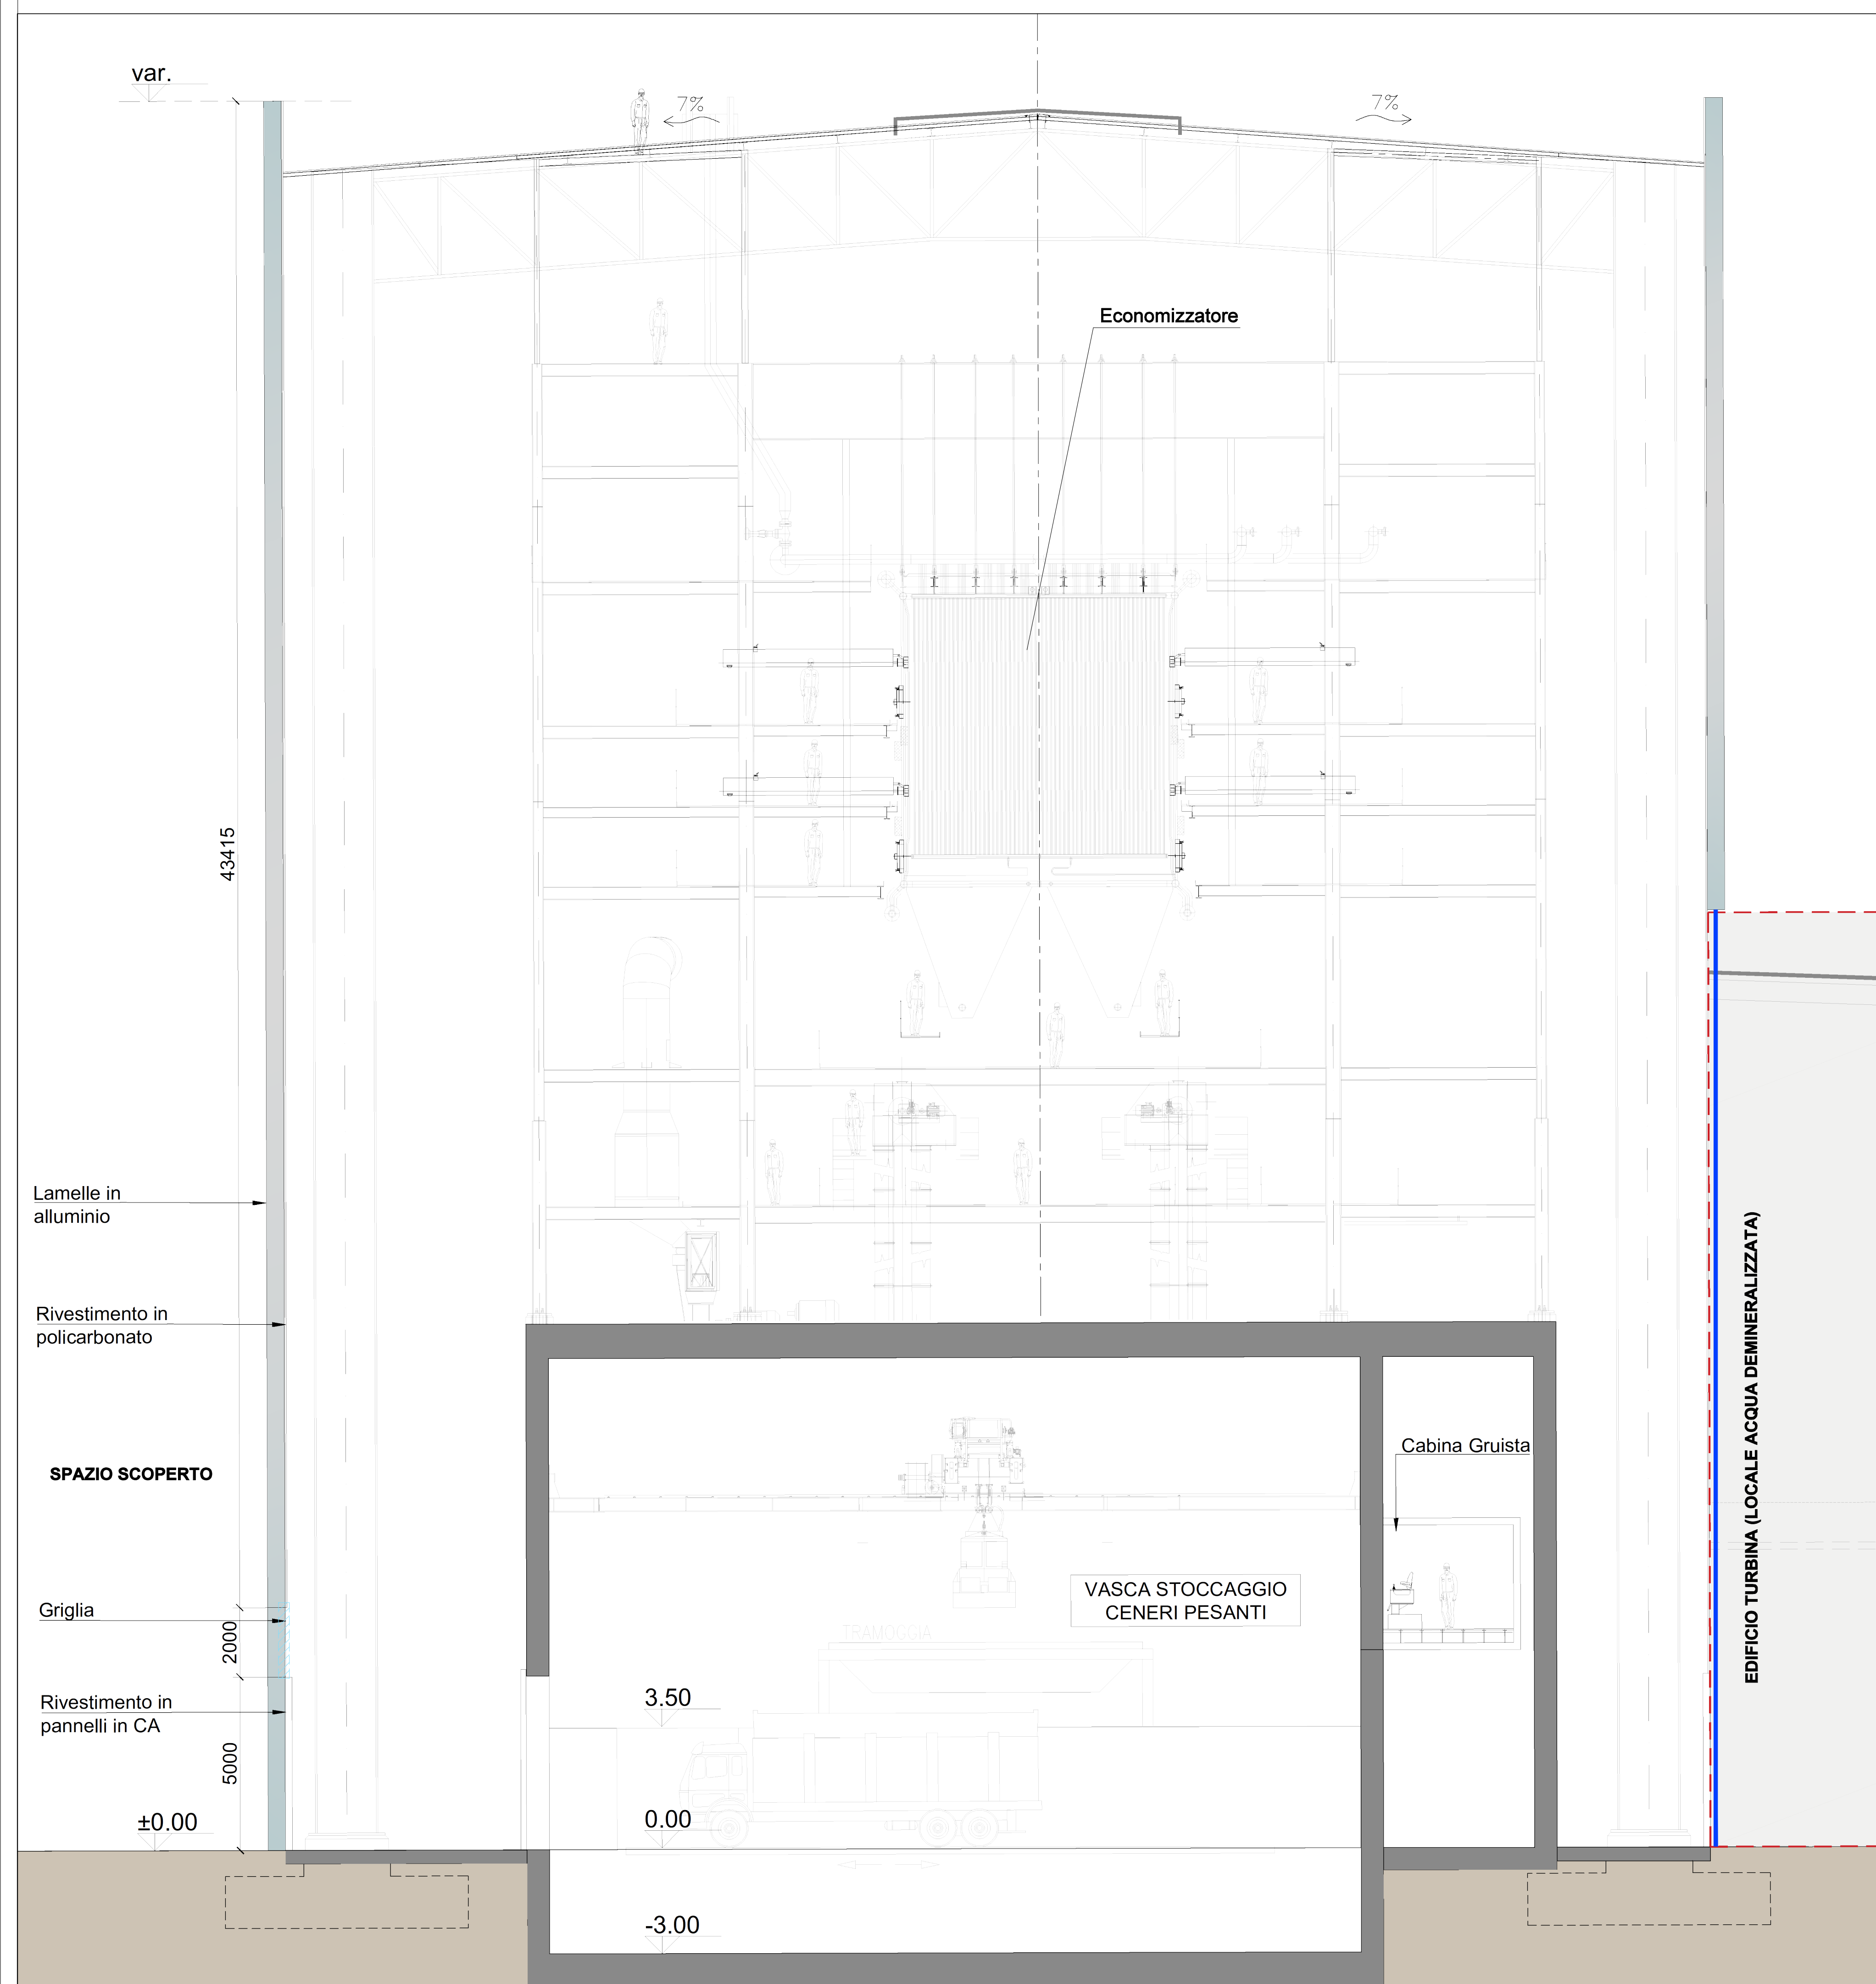 var.
7%
7%
Economizzatore
43415
Lamelle in
alluminio
Rivestimento in
policarbonato
SPAZIO SCOPERTO
Cabina Gruista
EDIFICIO TURBINA (LOCALE ACQUA DEMINERALIZZATA)
VASCA STOCCAGGIO
CENERI PESANTI
Griglia
2000
TRAMOGGIA
Rivestimento in
pannelli in CA
3.50
5000
±0.00
0.00
-3.00